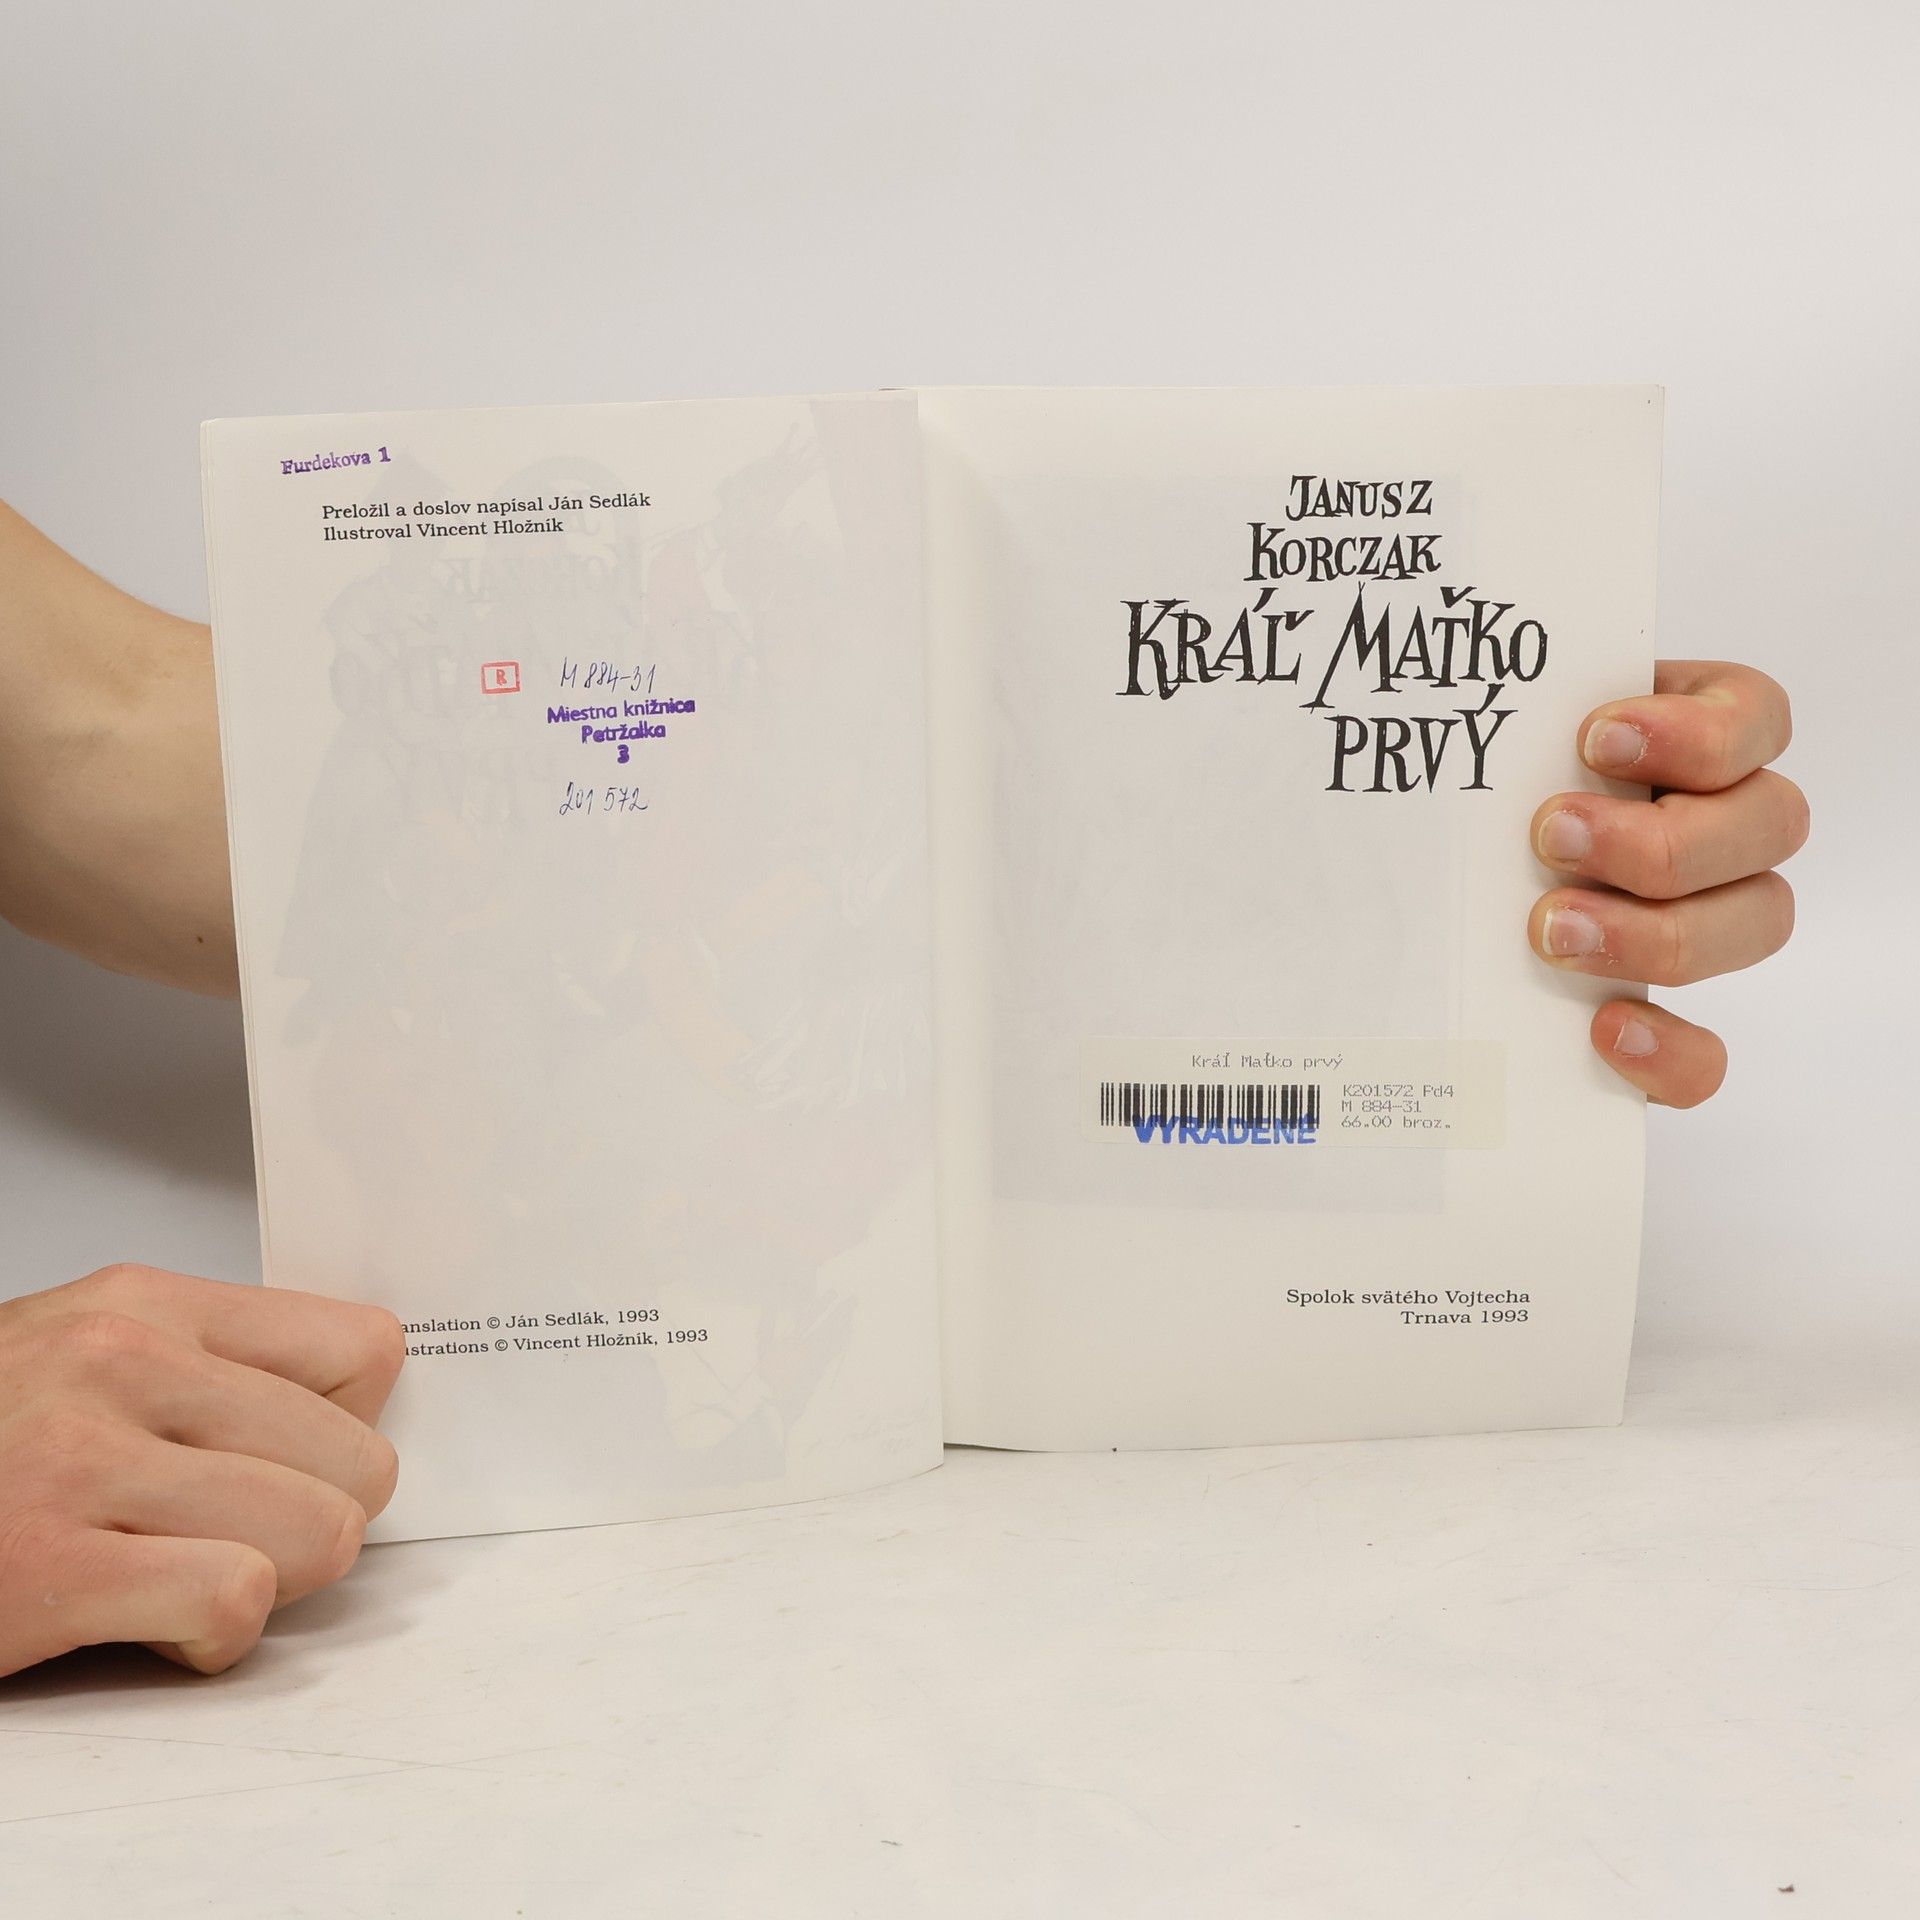 Furdekova 1
Preložil a doslov napísal Ján Sedlák
Ilustroval Vincent Hložník
R
M 884-31
Miestna knižnica
Petržalka
3
201 572
anslation © Ján Sedlák, 1993
ustrations © Vincent Hložník, 1993
JANUSZ
KORCZAK
KRÁĽ MAŤKO
PRVÝ
Kráľ Maťko prvý
K201572 Pd4
M 884-31
66.00 broz.
VYRADENÉ
Spolok svätého Vojtecha
Trnava 1993